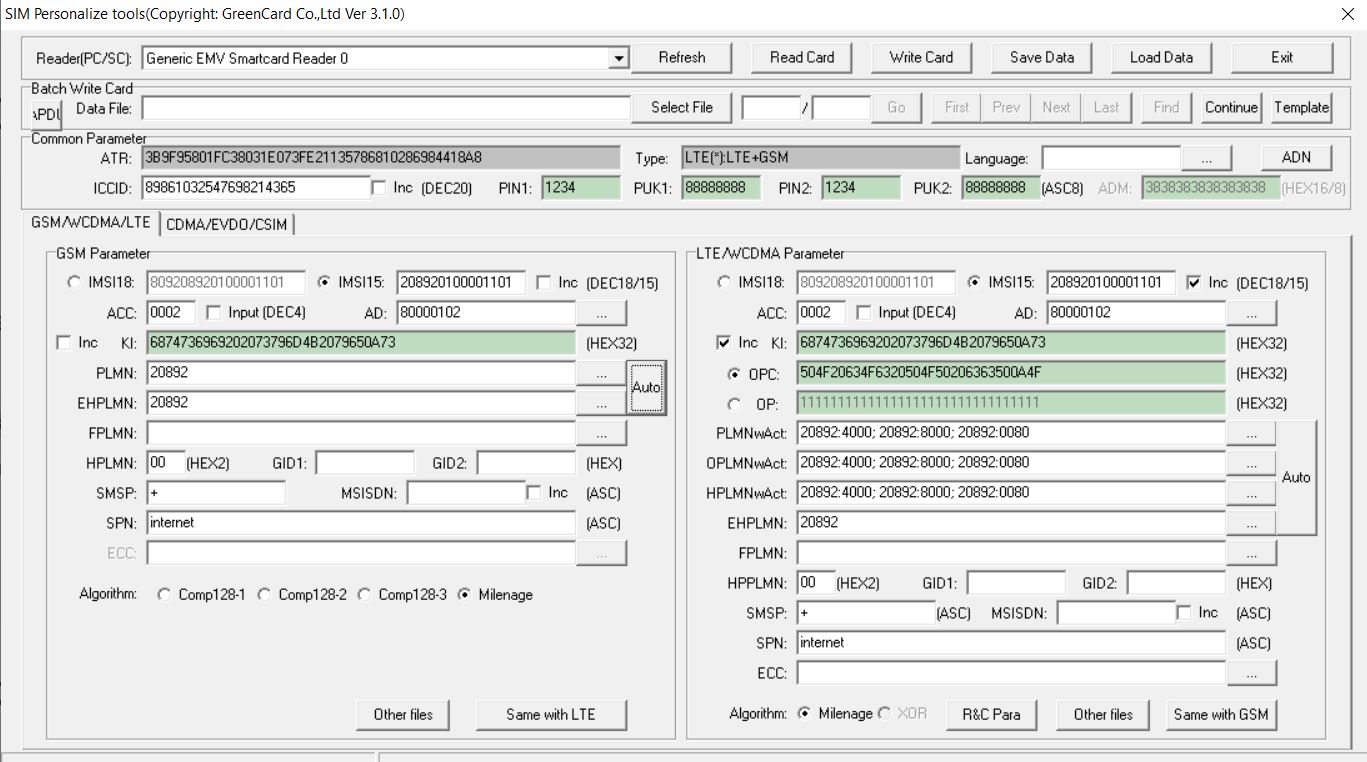 SIM Personalize tools(Copyright: GreenCard Co.,Ltd Ver 3.1.0)
Reader(PC/SC): Generic EMV Smartcard Reader 0 Refresh Read Card Write Card Save Data Load Data Exit
Batch Write Card
Data File: Select File / Go First Prev Next Last Find Continue Template
Common Parameter
ATR: 3B9F95801FC38031E073FE21135786810286984418A8 Type: LTE(*):LTE+GSM Language: ... ADN
ICCID: 89861032547698214365 Inc (DEC20) PIN1: 1234 PUK1: 88888888 PIN2: 1234 PUK2: 88888888 (ASC8) ADM: 3838383838383838 (HEX16/8)
GSM/WCDMA/LTE CDMA/EVDO/CSIM
GSM Parameter
IMSI18: 809208920100001101 IMSI15: 208920100001101 Inc (DEC18/15)
ACC: 0002 Input (DEC4) AD: 80000102 ...
Inc KI: 6874736969202073796D4B2079650A73 (HEX32)
PLMN: 20892 ...
Auto
EHPLMN: 20892 ...
FPLMN: ...
HPLMN: 00 (HEX2) GID1: GID2: (HEX)
SMSP: + MSISDN: Inc (ASC)
SPN: internet (ASC)
ECC: ...
Algorithm: Comp128-1 Comp128-2 Comp128-3 Milenage
Other files Same with LTE
LTE/WCDMA Parameter
IMSI18: 809208920100001101 IMSI15: 208920100001101 Inc (DEC18/15)
ACC: 0002 Input (DEC4) AD: 80000102 ...
Inc KI: 6874736969202073796D4B2079650A73 (HEX32)
OPC: 504F20634F6320504F50206363500A4F (HEX32)
OP: 11111111111111111111111111111111 (HEX32)
PLMNwAct: 20892:4000; 20892:8000; 20892:0080 ...
OPLMNwAct: 20892:4000; 20892:8000; 20892:0080 ...
Auto
HPLMNwAct: 20892:4000; 20892:8000; 20892:0080 ...
EHPLMN: 20892 ...
FPLMN: ...
HPPLMN: 00 (HEX2) GID1: GID2: (HEX)
SMSP: + (ASC) MSISDN: Inc (ASC)
SPN: internet (ASC)
ECC: ...
Algorithm: Milenage XOR R&C Para Other files Same with GSM